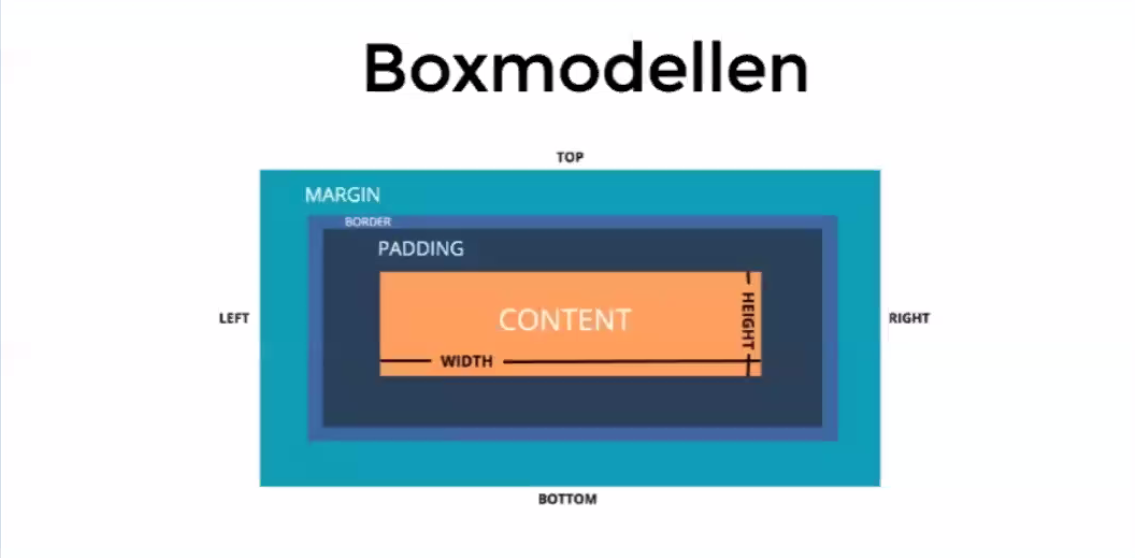 Boxmodellen
TOP
MARGIN
BORDER
PADDING
CONTENT
HEIGHT
LEFT
RIGHT
WIDTH
BOTTOM